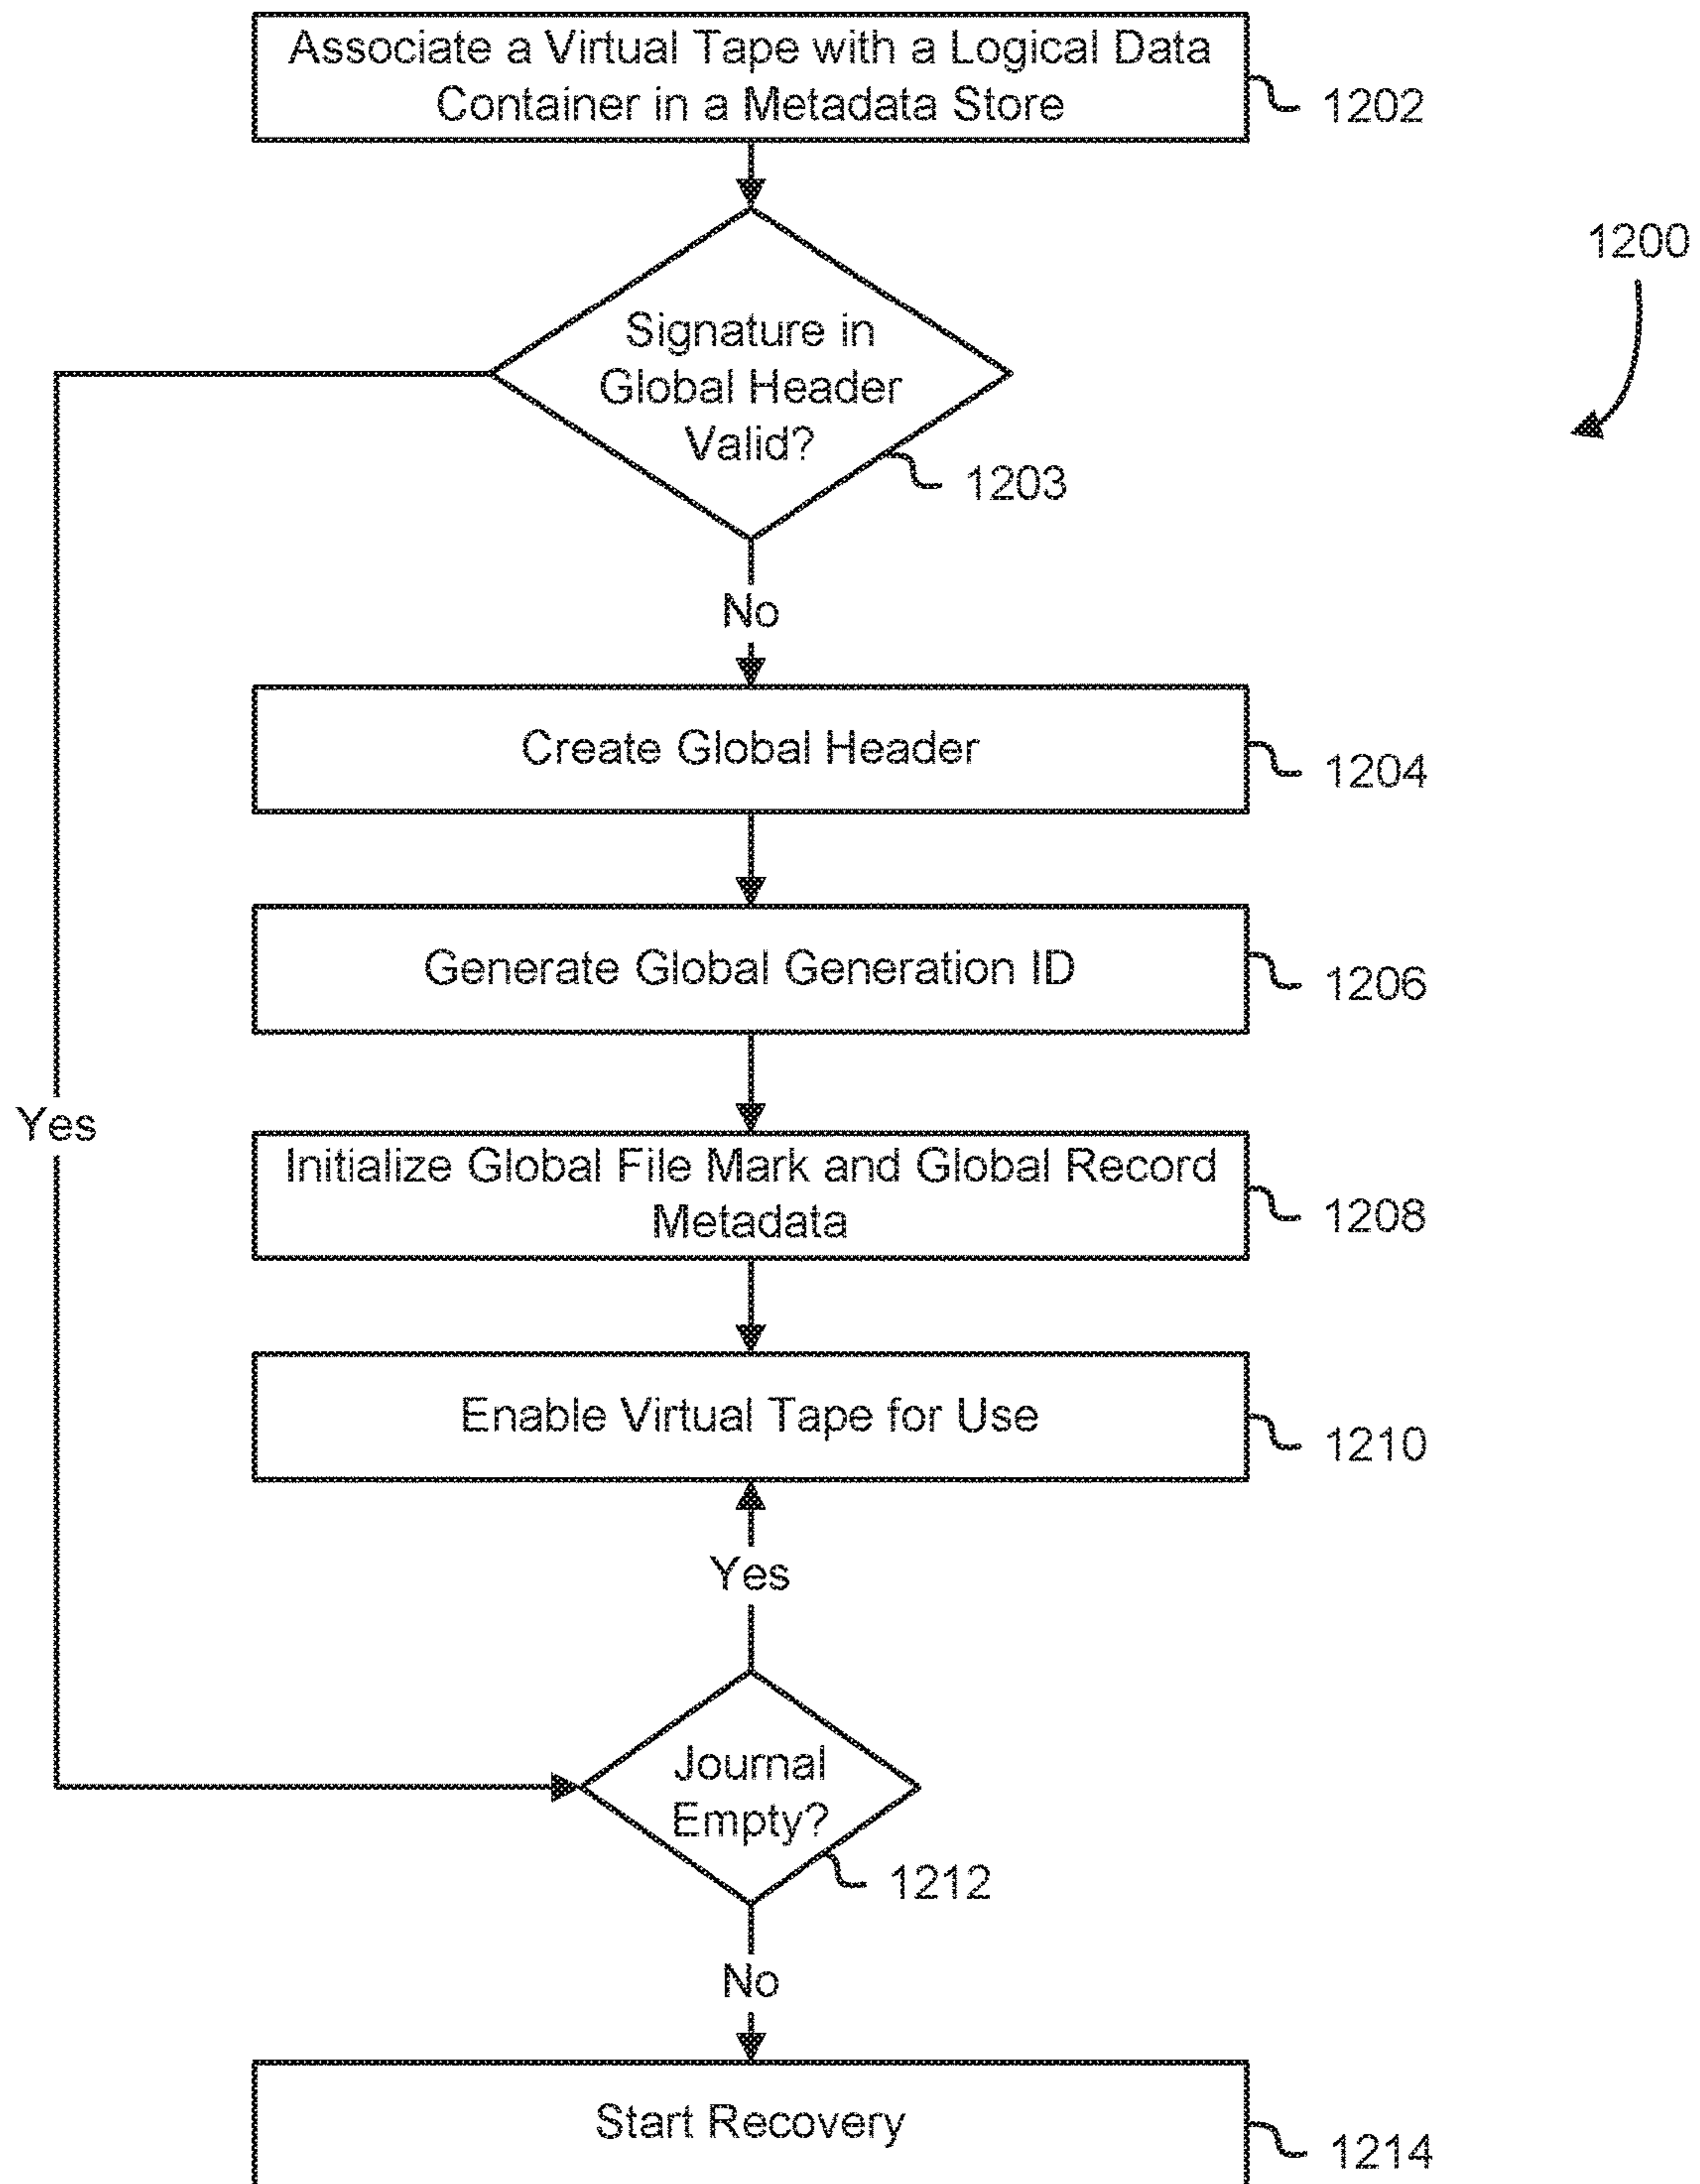 Associate a Virtual Tape with a Logical Data
Container in a Metadata Store
1202
1200
Signature in
Global Header
Valid?
1203
No
Create Global Header
1204
Generate Global Generation ID
1206
Yes
Initialize Global File Mark and Global Record
Metadata
1208
Enable Virtual Tape for Use
1210
Yes
Journal
Empty?
1212
No
Start Recovery
1214